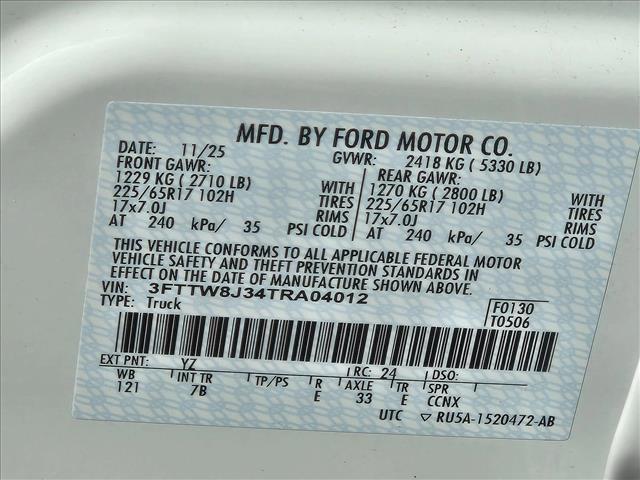 MFD. BY FORD MOTOR CO.
DATE: 11/25 GVWR: 2418 KG ( 5330 LB)
FRONT GAWR: REAR GAWR:
1229 KG ( 2710 LB) WITH 1270 KG ( 2800 LB) WITH
225/65R17 102H TIRES 225/65R17 102H TIRES
17x7.0J RIMS 17x7.0J RIMS
AT 240 kPa/ 35 PSI COLD AT 240 kPa/ 35 PSI COLD
THIS VEHICLE CONFORMS TO ALL APPLICABLE FEDERAL MOTOR
VEHICLE SAFETY AND THEFT PREVENTION STANDARDS IN
EFFECT ON THE DATE OF MANUFACTURE SHOWN ABOVE.
VIN: 3FTTW8J34TRA04012 F0130
TYPE: Truck T0506
EXT PNT: YZ RC: 24 DSO:
WB INT TR TP/PS R AXLE TR SPR
121 7B E 33 E CCNX
UTC ▽ RU5A-1520472-AB